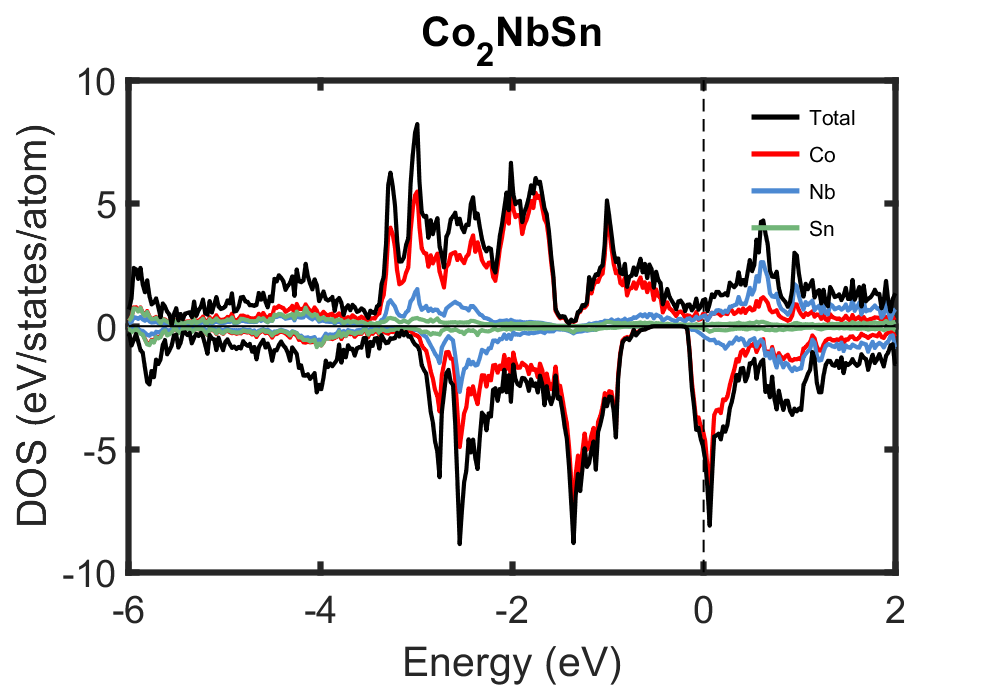 Co₂NbSn
DOS (eV/states/atom)
10
5
0
-5
-10
Total
Co
Nb
Sn
-6 -4 -2 0 2
Energy (eV)